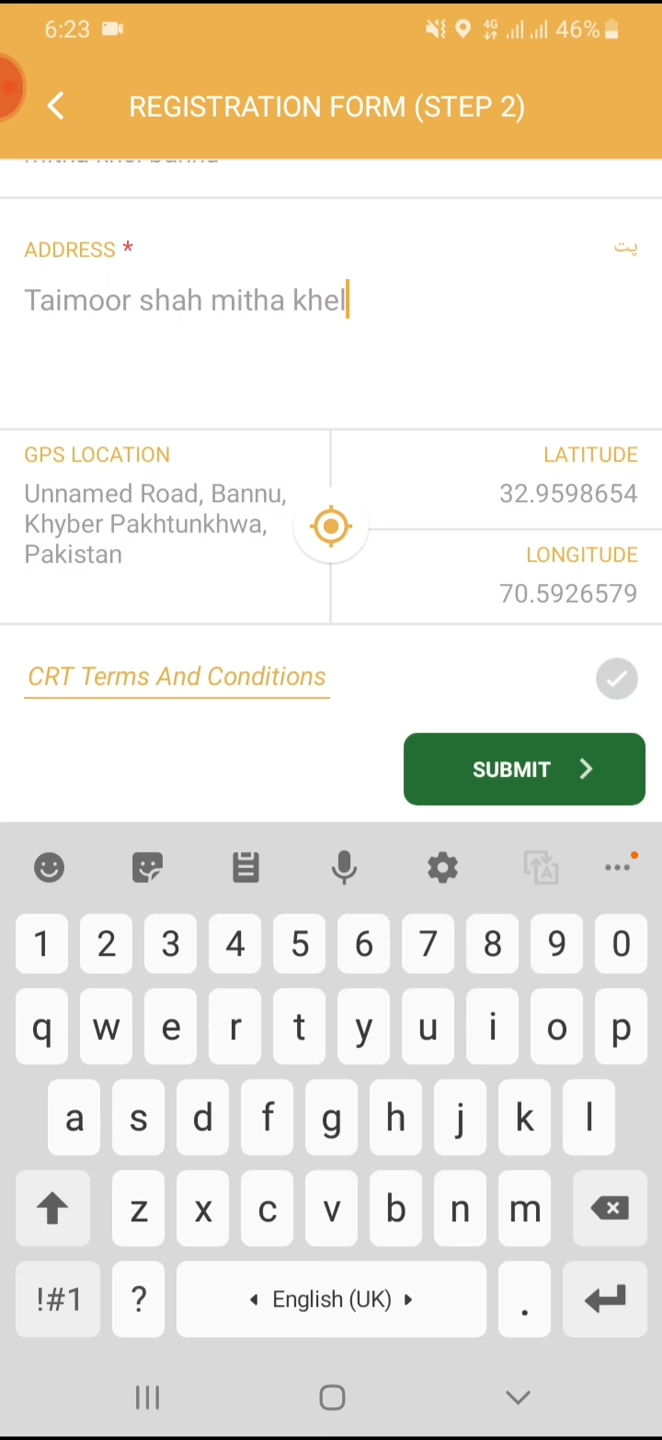 6:23
4G 46%
REGISTRATION FORM (STEP 2)
ADDRESS * پت
Taimoor shah mitha khel
GPS LOCATION
Unnamed Road, Bannu,
Khyber Pakhtunkhwa,
Pakistan
LATITUDE
32.9598654
LONGITUDE
70.5926579
CRT Terms And Conditions
SUBMIT
1 2 3 4 5 6 7 8 9 0
q w e r t y u i o p
a s d f g h j k l
z x c v b n m
!#1 ? English (UK) .